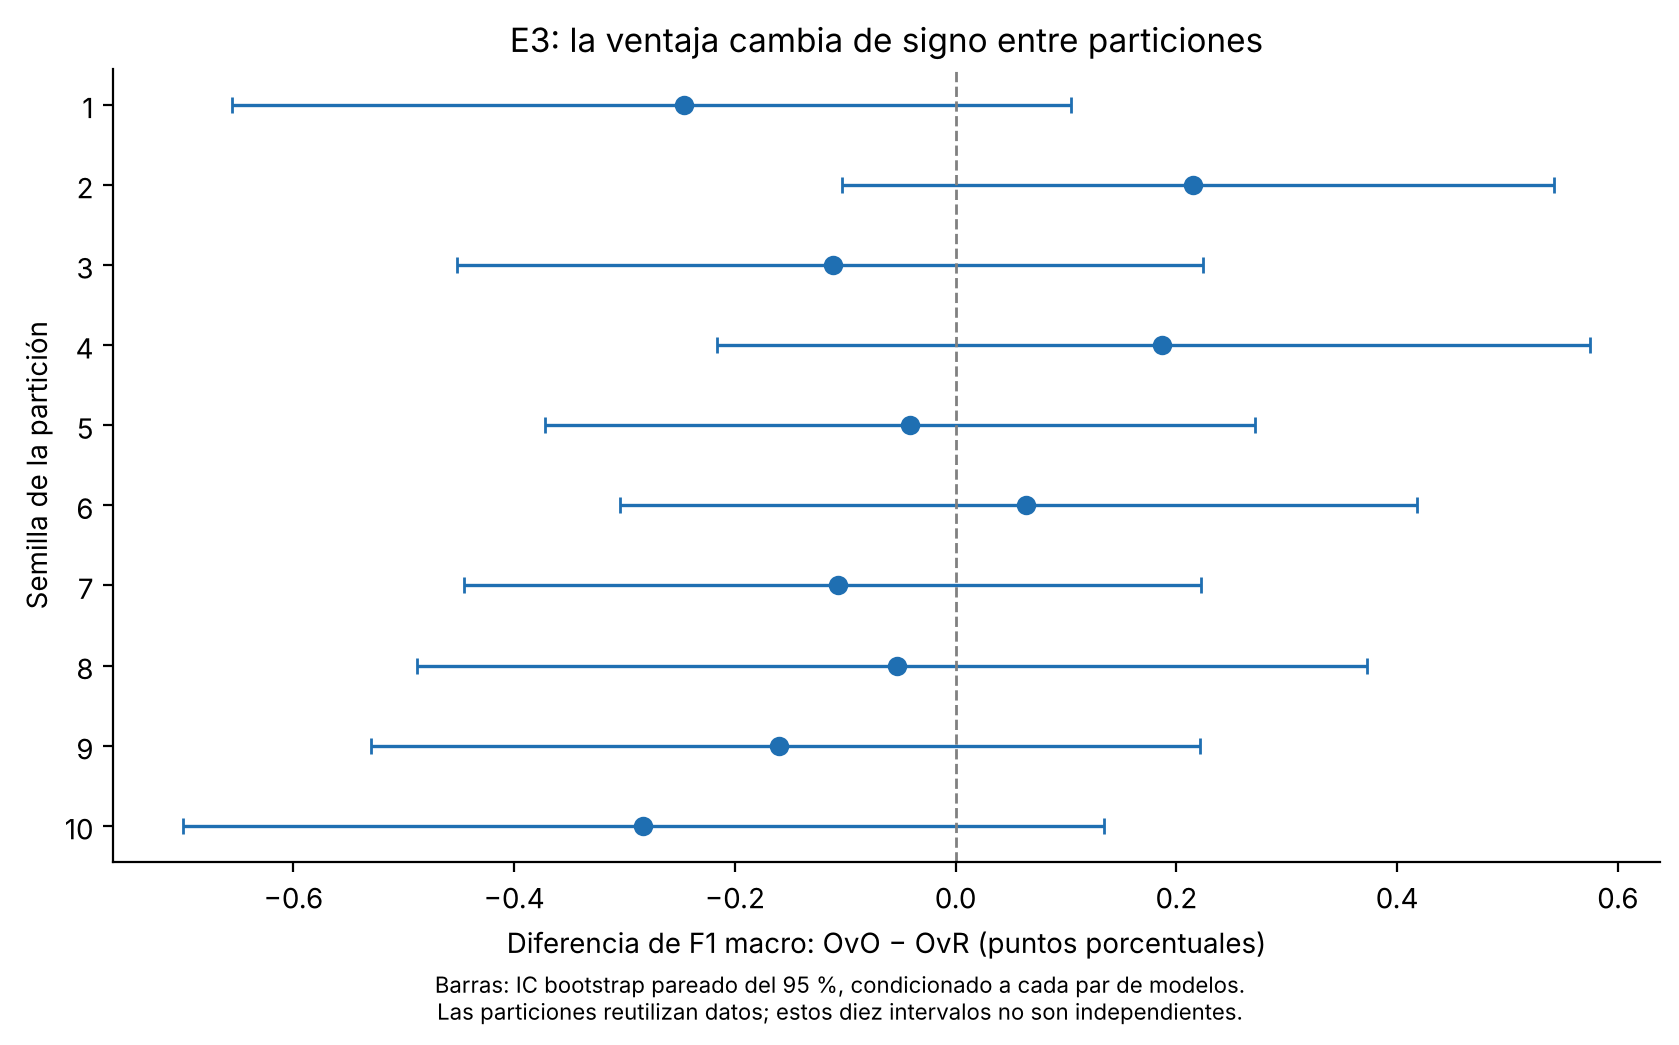 E3: la ventaja cambia de signo entre particiones
Semilla de la partición
1
2
3
4
5
6
7
8
9
10
−0.6 −0.4 −0.2 0.0 0.2 0.4 0.6
Diferencia de F1 macro: OvO − OvR (puntos porcentuales)
Barras: IC bootstrap pareado del 95 %, condicionado a cada par de modelos.
Las particiones reutilizan datos; estos diez intervalos no son independientes.